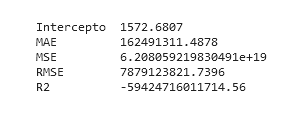 Intercepto 1572.6807
MAE 162491311.4878
MSE 6.208059219830491e+19
RMSE 7879123821.7396
R2 -59424716011714.56